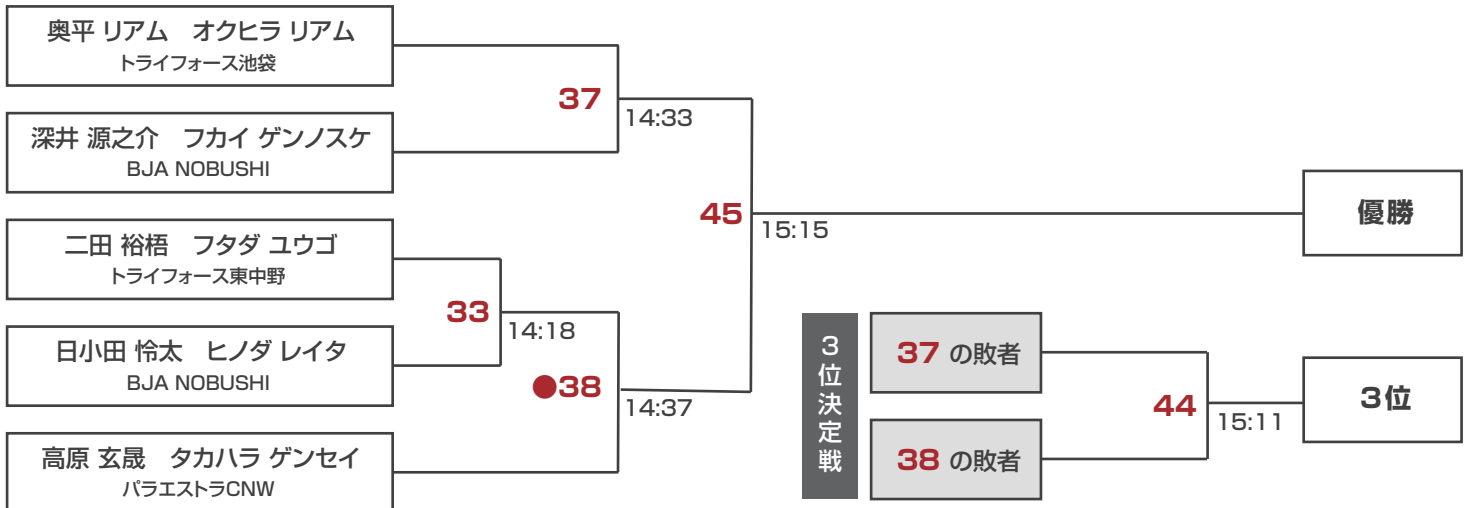 奥平 リアム　オクヒラ リアム
トライフォース池袋
37
14:33
深井 源之介　フカイ ゲンノスケ
BJA NOBUSHI
45
15:15
優勝
二田 裕梧　フタダ ユウゴ
トライフォース東中野
33
14:18
日小田 怜太　ヒノダ レイタ
BJA NOBUSHI
●38
14:37
高原 玄晟　タカハラ ゲンセイ
パラエストラCNW
3位決定戦
37 の敗者
38 の敗者
44
15:11
3位